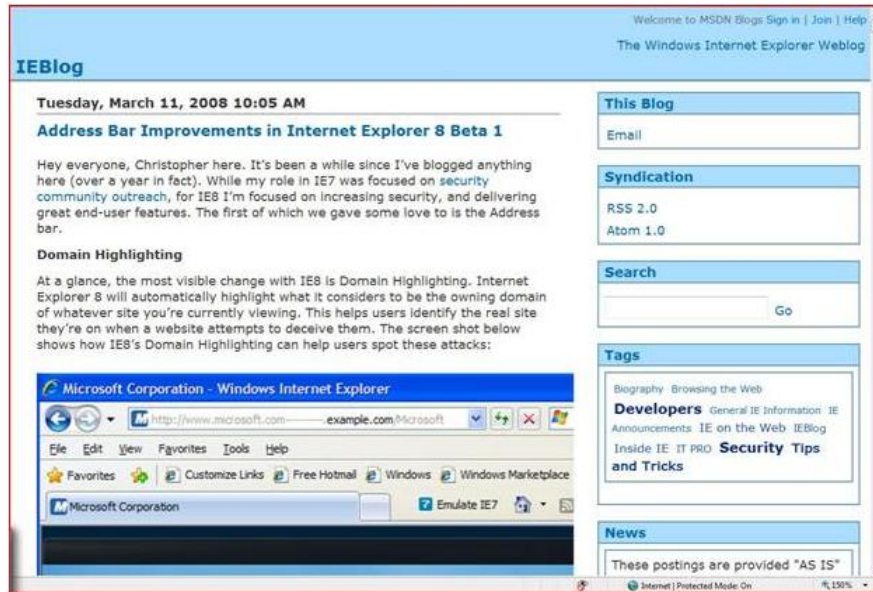 Welcome to MSDN Blogs Sign in | Join | Help
The Windows Internet Explorer Weblog
IEBlog
Tuesday, March 11, 2008 10:05 AM
Address Bar Improvements in Internet Explorer 8 Beta 1
Hey everyone, Christopher here. It's been a while since I've blogged anything
here (over a year in fact). While my role in IE7 was focused on security
community outreach, for IE8 I'm focused on increasing security, and delivering
great end-user features. The first of which we gave some love to is the Address
bar.
Domain Highlighting
At a glance, the most visible change with IE8 is Domain Highlighting. Internet
Explorer 8 will automatically highlight what it considers to be the owning domain
of whatever site you're currently viewing. This helps users identify the real site
they're on when a website attempts to deceive them. The screen shot below
shows how IE8's Domain Highlighting can help users spot these attacks:
Microsoft Corporation - Windows Internet Explorer
http://www.microsoft.com--------.example.com/Microsoft
File Edit View Favorites Tools Help
Favorites Customize Links Free Hotmail Windows Windows Marketplace
Microsoft Corporation
Emulate IE7
This Blog
Email
Syndication
RSS 2.0
Atom 1.0
Search
Go
Tags
Biography Browsing the Web
Developers General IE Information IE
Announcements IE on the Web IEBlog
Inside IE IT PRO Security Tips
and Tricks
News
These postings are provided "AS IS"
Internet | Protected Mode: On
150%